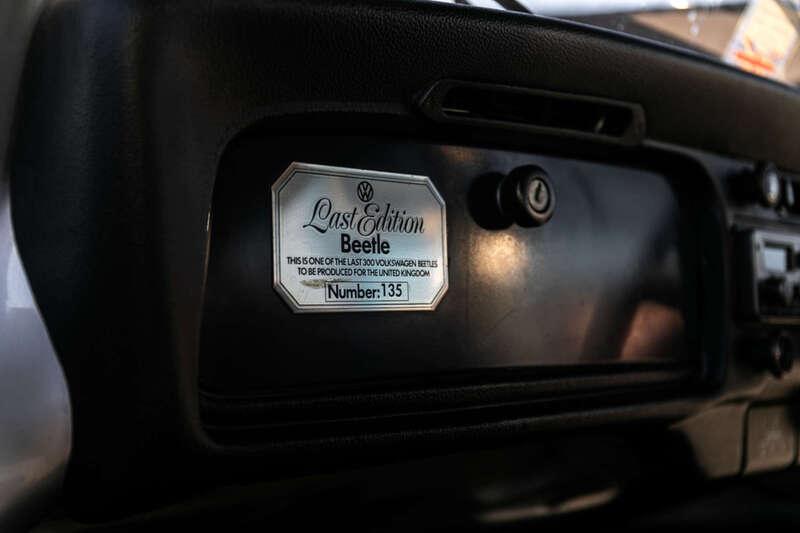 Last Edition
Beetle
THIS IS ONE OF THE LAST 300 VOLKSWAGEN BEETLES
TO BE PRODUCED FOR THE UNITED KINGDOM
Number: 135